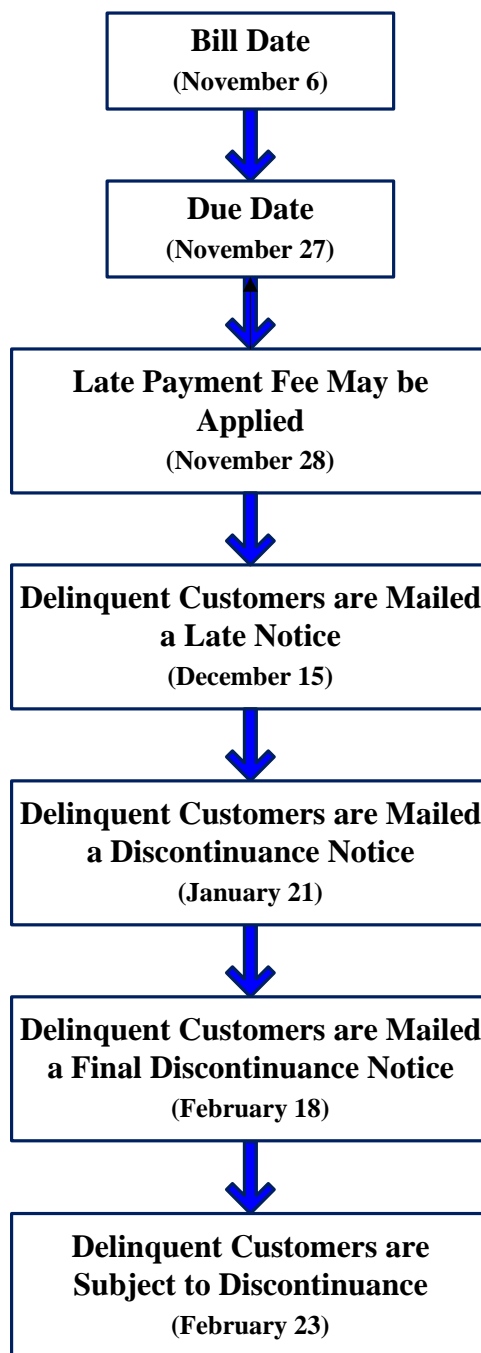 Bill Date
(November 6)
Due Date
(November 27)
Late Payment Fee May be
Applied
(November 28)
Delinquent Customers are Mailed
a Late Notice
(December 15)
Delinquent Customers are Mailed
a Discontinuance Notice
(January 21)
Delinquent Customers are Mailed
a Final Discontinuance Notice
(February 18)
Delinquent Customers are
Subject to Discontinuance
(February 23)